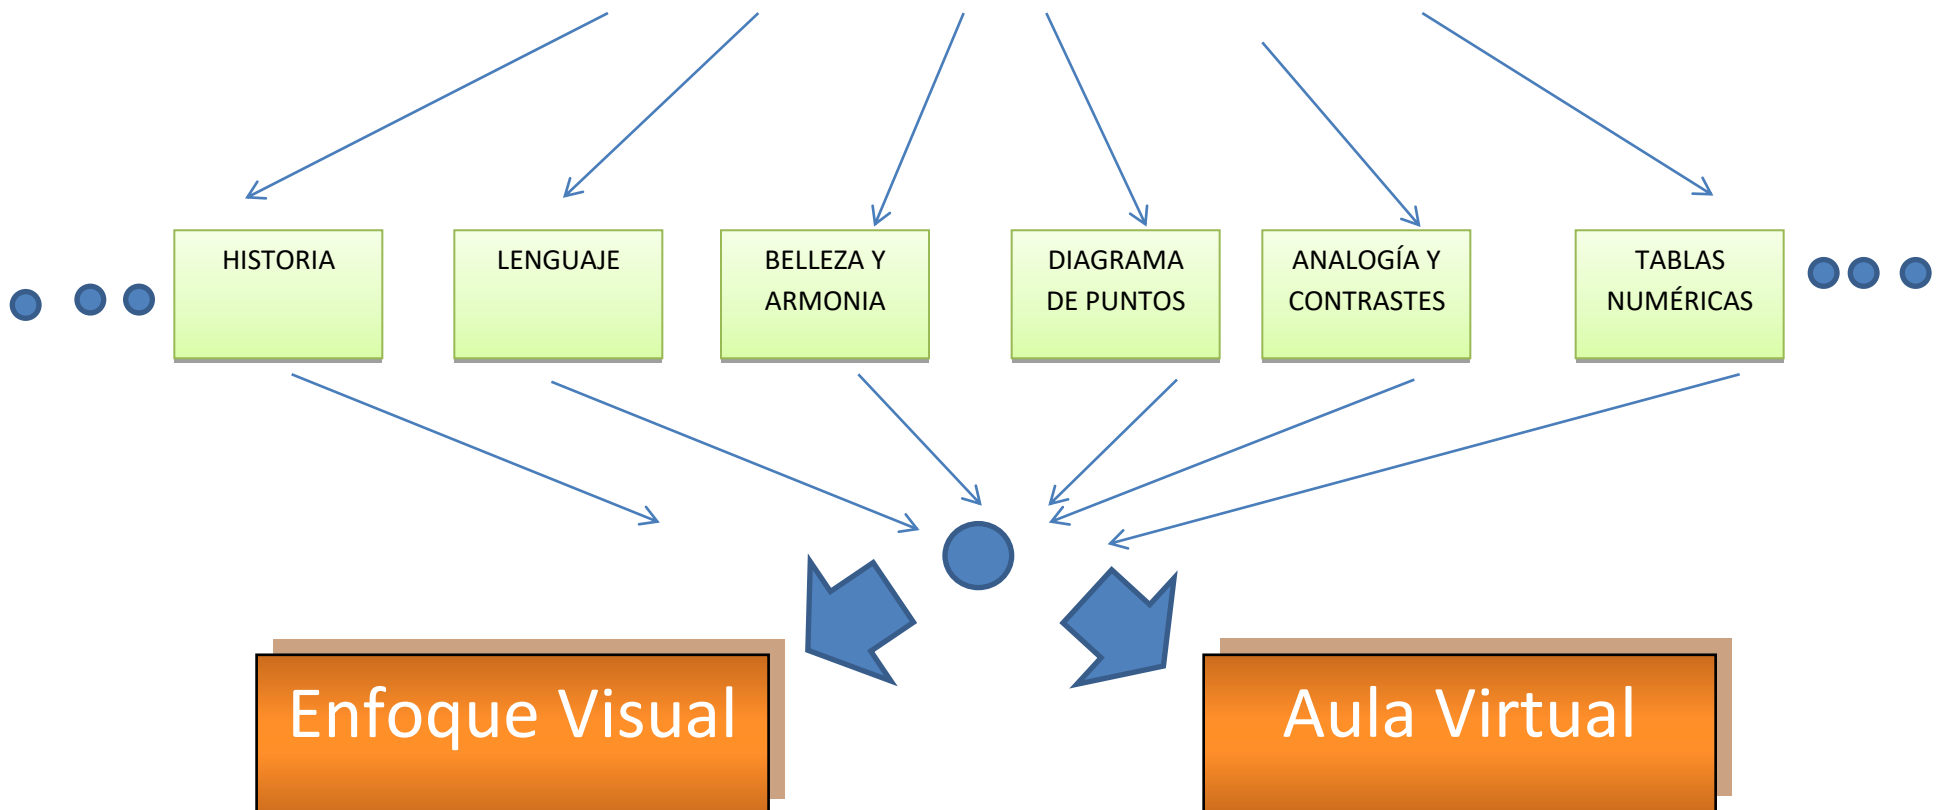 HISTORIA
LENGUAJE
BELLEZA Y
ARMONIA
DIAGRAMA
DE PUNTOS
ANALOGÍA Y
CONTRASTES
TABLAS
NUMÉRICAS
Enfoque Visual
Aula Virtual